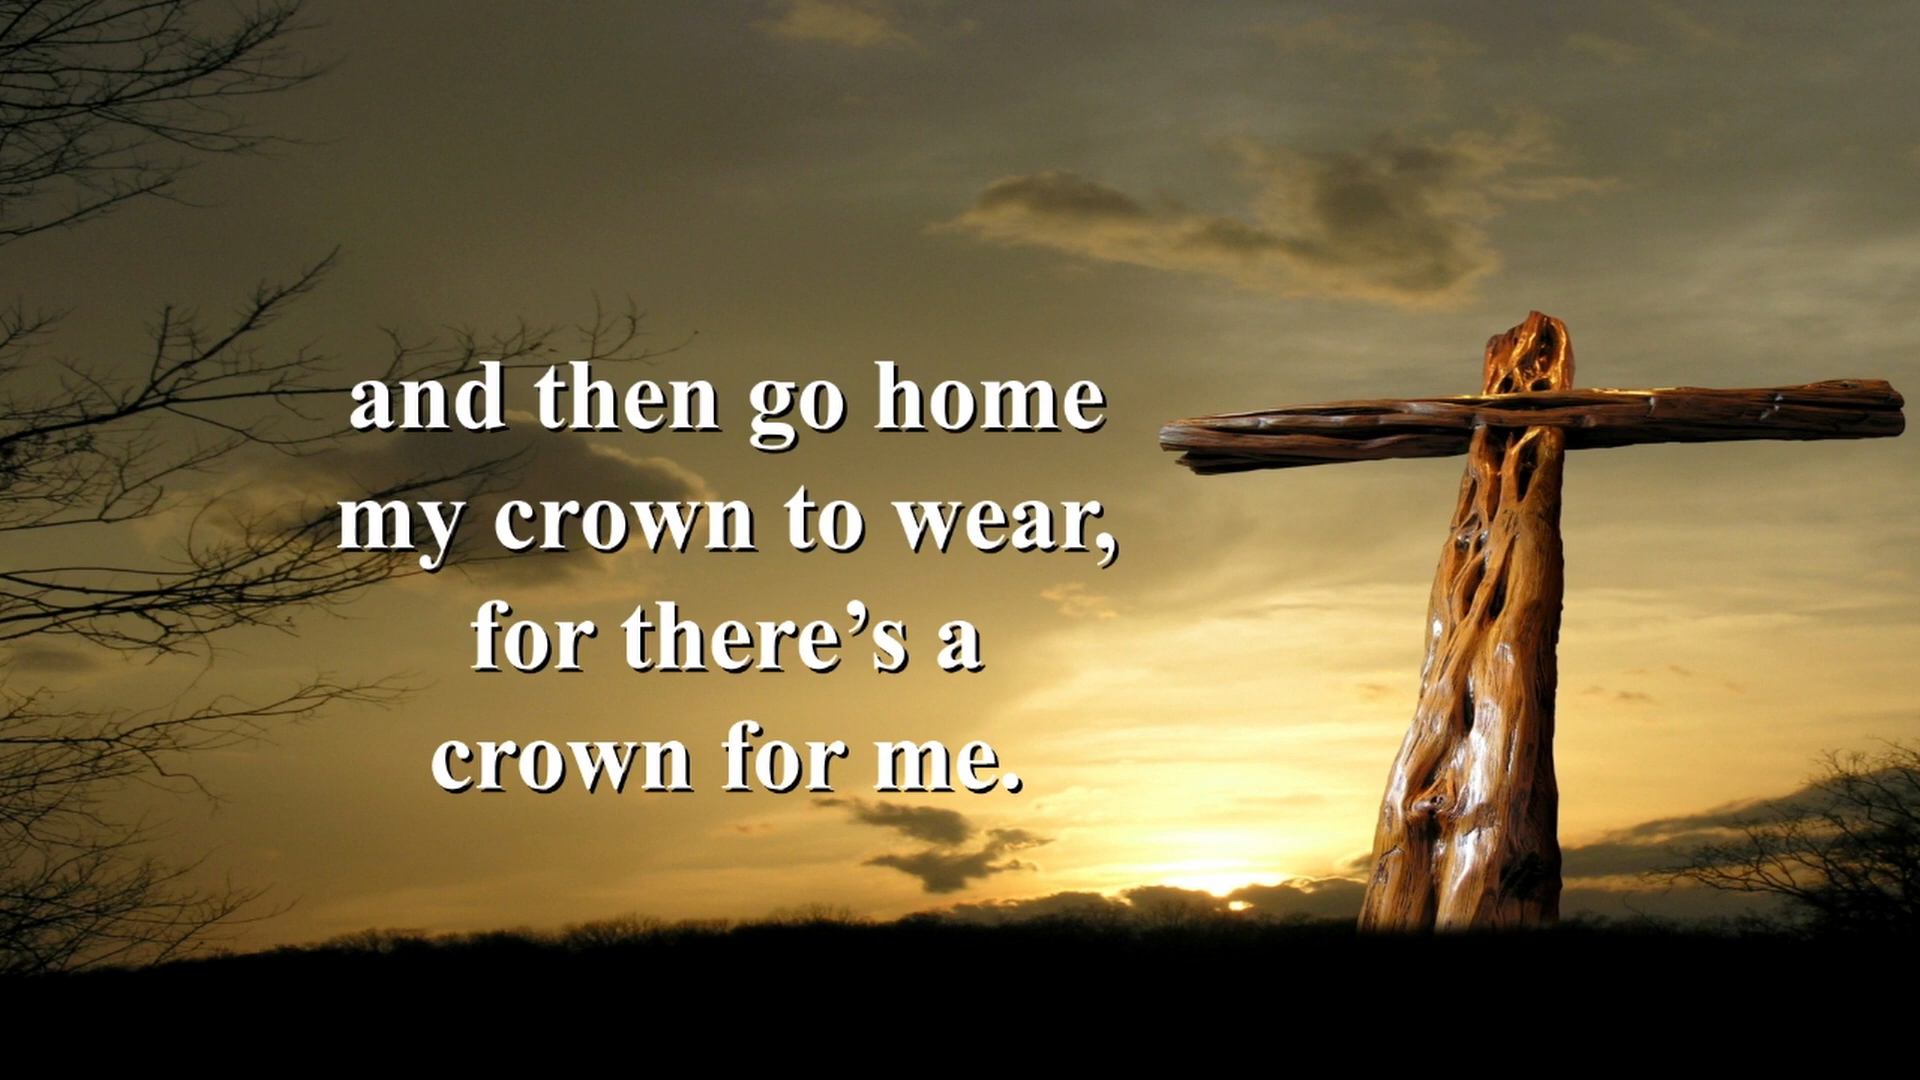 and then go home
my crown to wear,
for there’s a
crown for me.